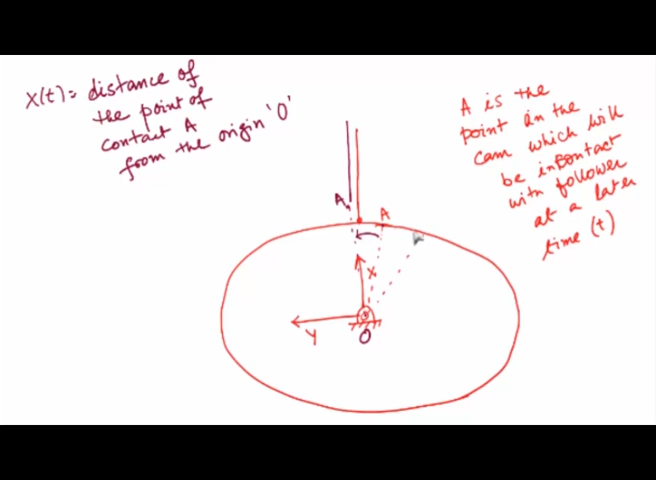 X(t) = distance of
the point of
contact A
from the origin 'O'
A is the
point in the
cam which will
be in contact
with follower
at a later
time (t)
A
A
X
Y
O